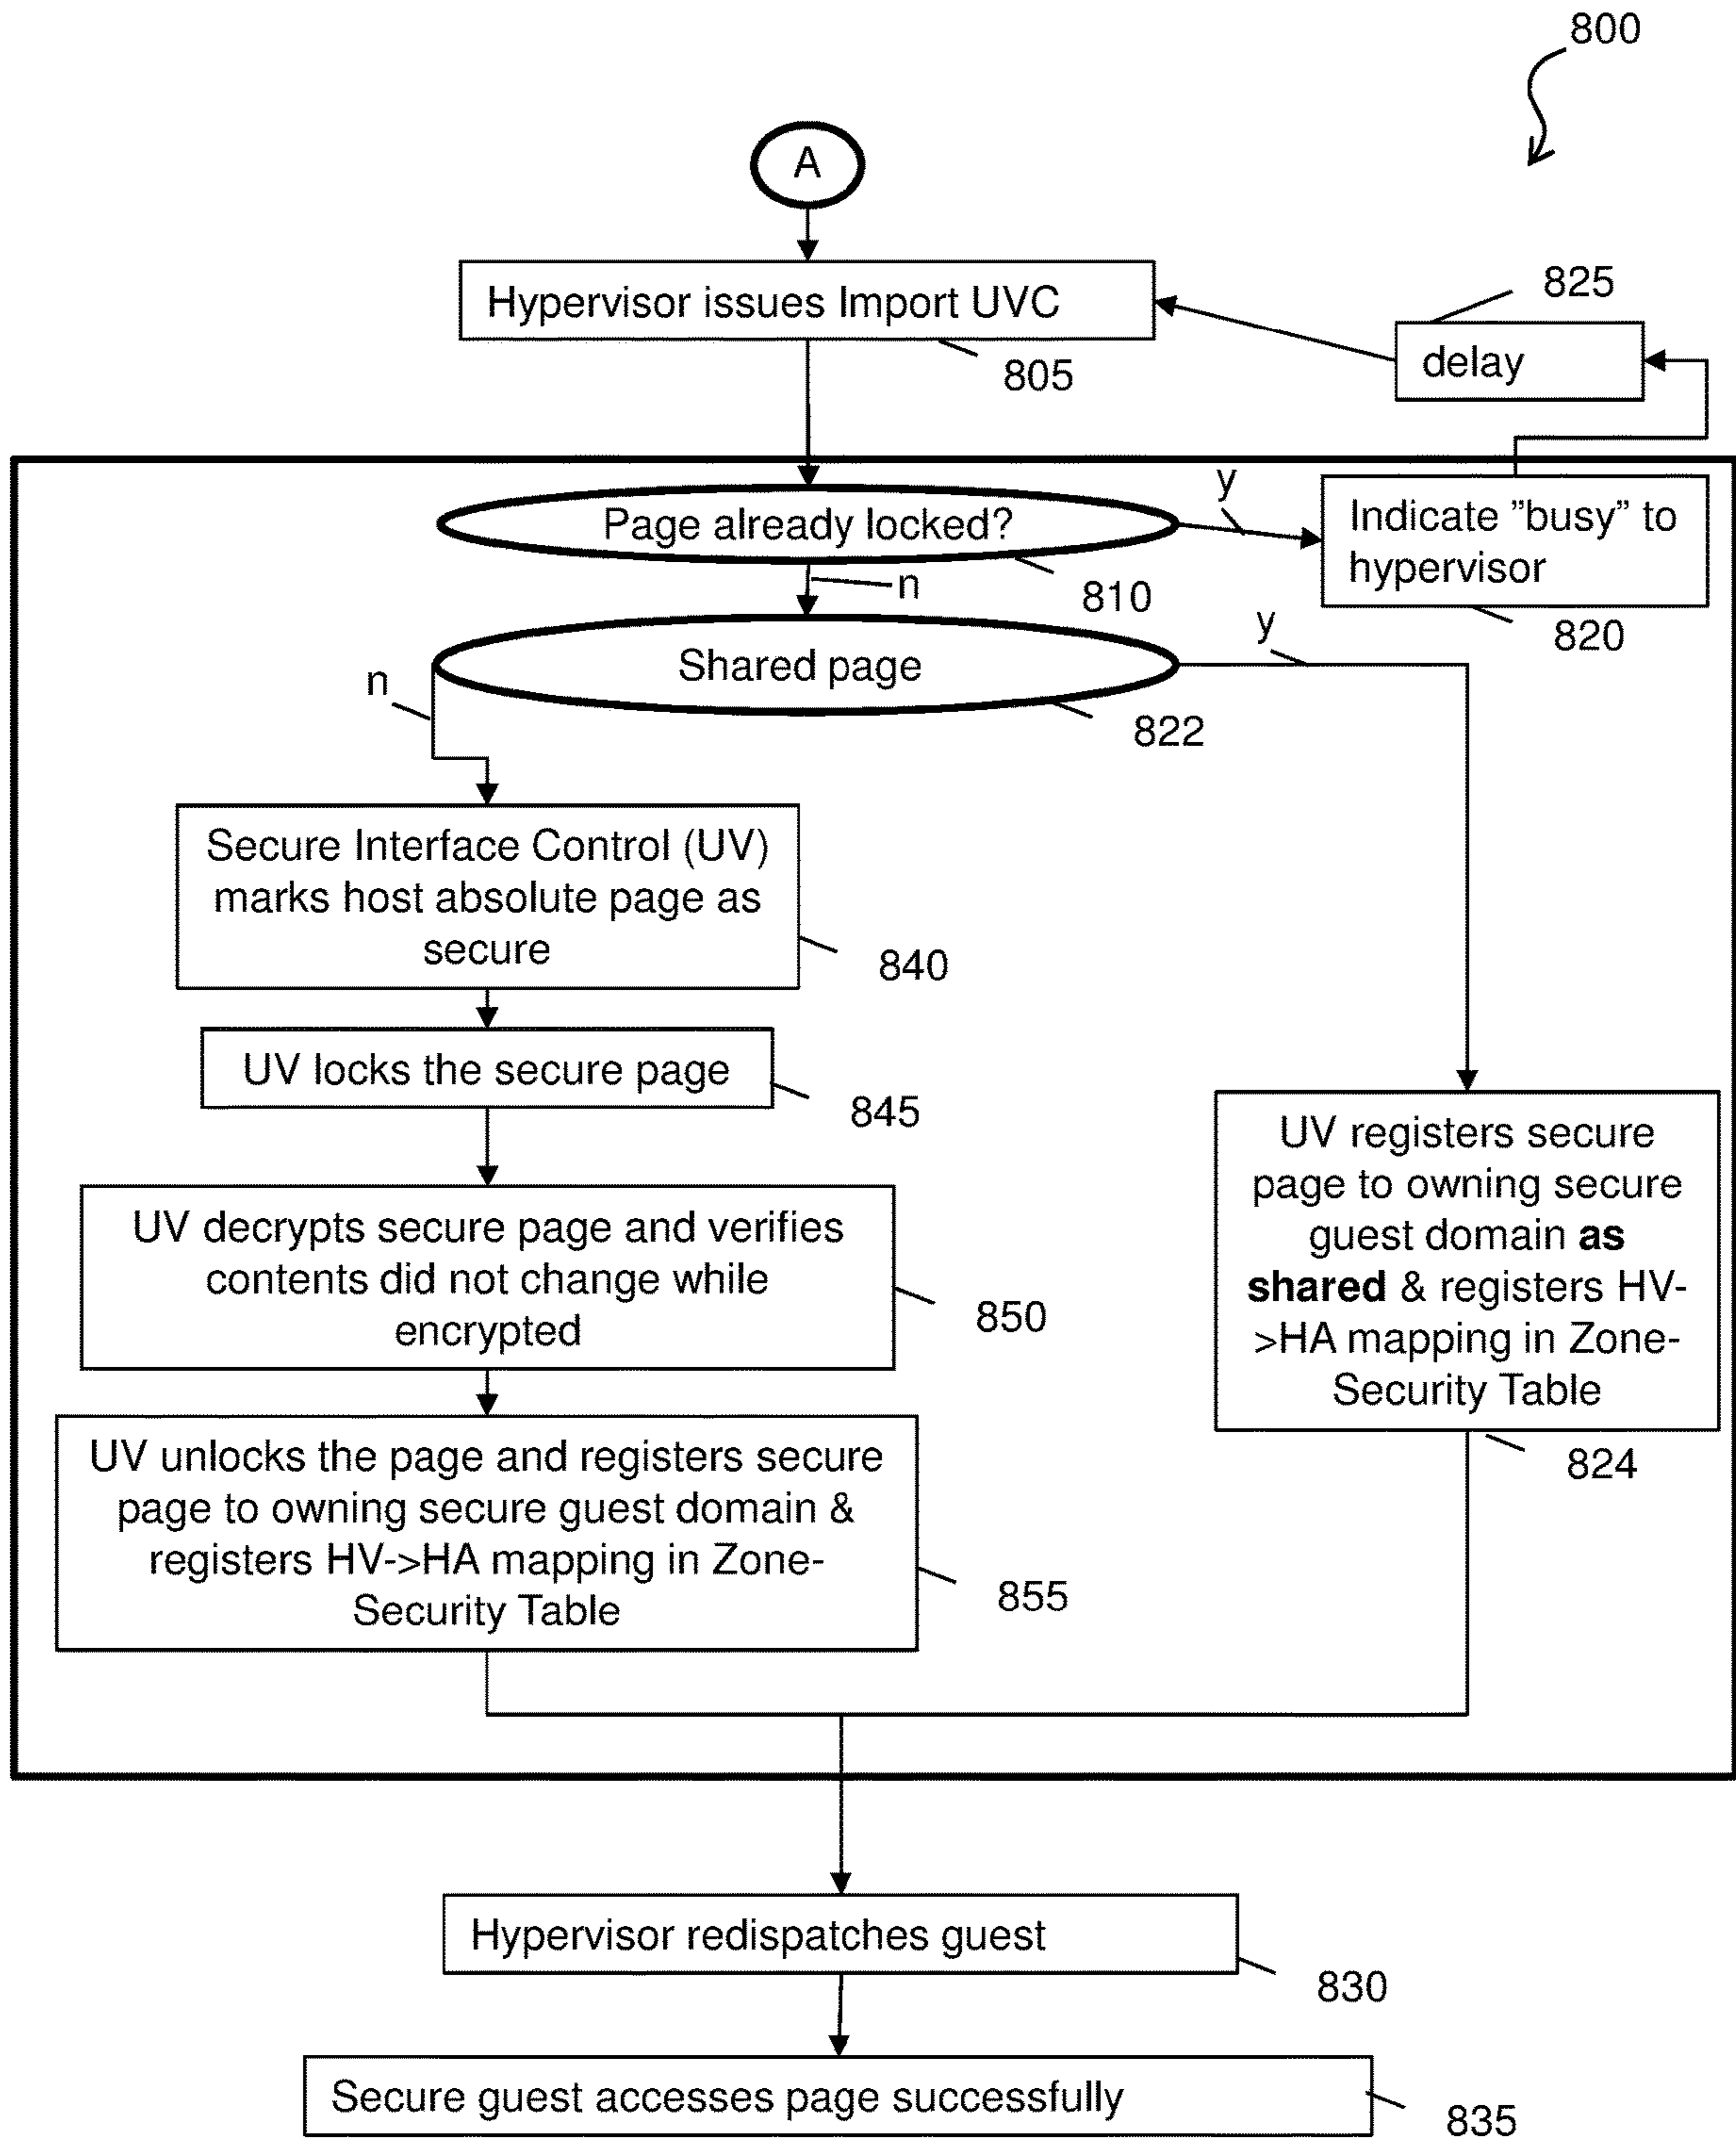 800
A
Hypervisor issues Import UVC
805
825
delay
Page already locked?
810
y
Indicate "busy" to
hypervisor
820
n
Shared page
822
y
n
Secure Interface Control (UV)
marks host absolute page as
secure
840
UV locks the secure page
845
UV decrypts secure page and verifies
contents did not change while
encrypted
850
UV unlocks the page and registers secure
page to owning secure guest domain &
registers HV->HA mapping in Zone-
Security Table
855
UV registers secure
page to owning secure
guest domain as
shared & registers HV-
>HA mapping in Zone-
Security Table
824
Hypervisor redispatches guest
830
Secure guest accesses page successfully
835